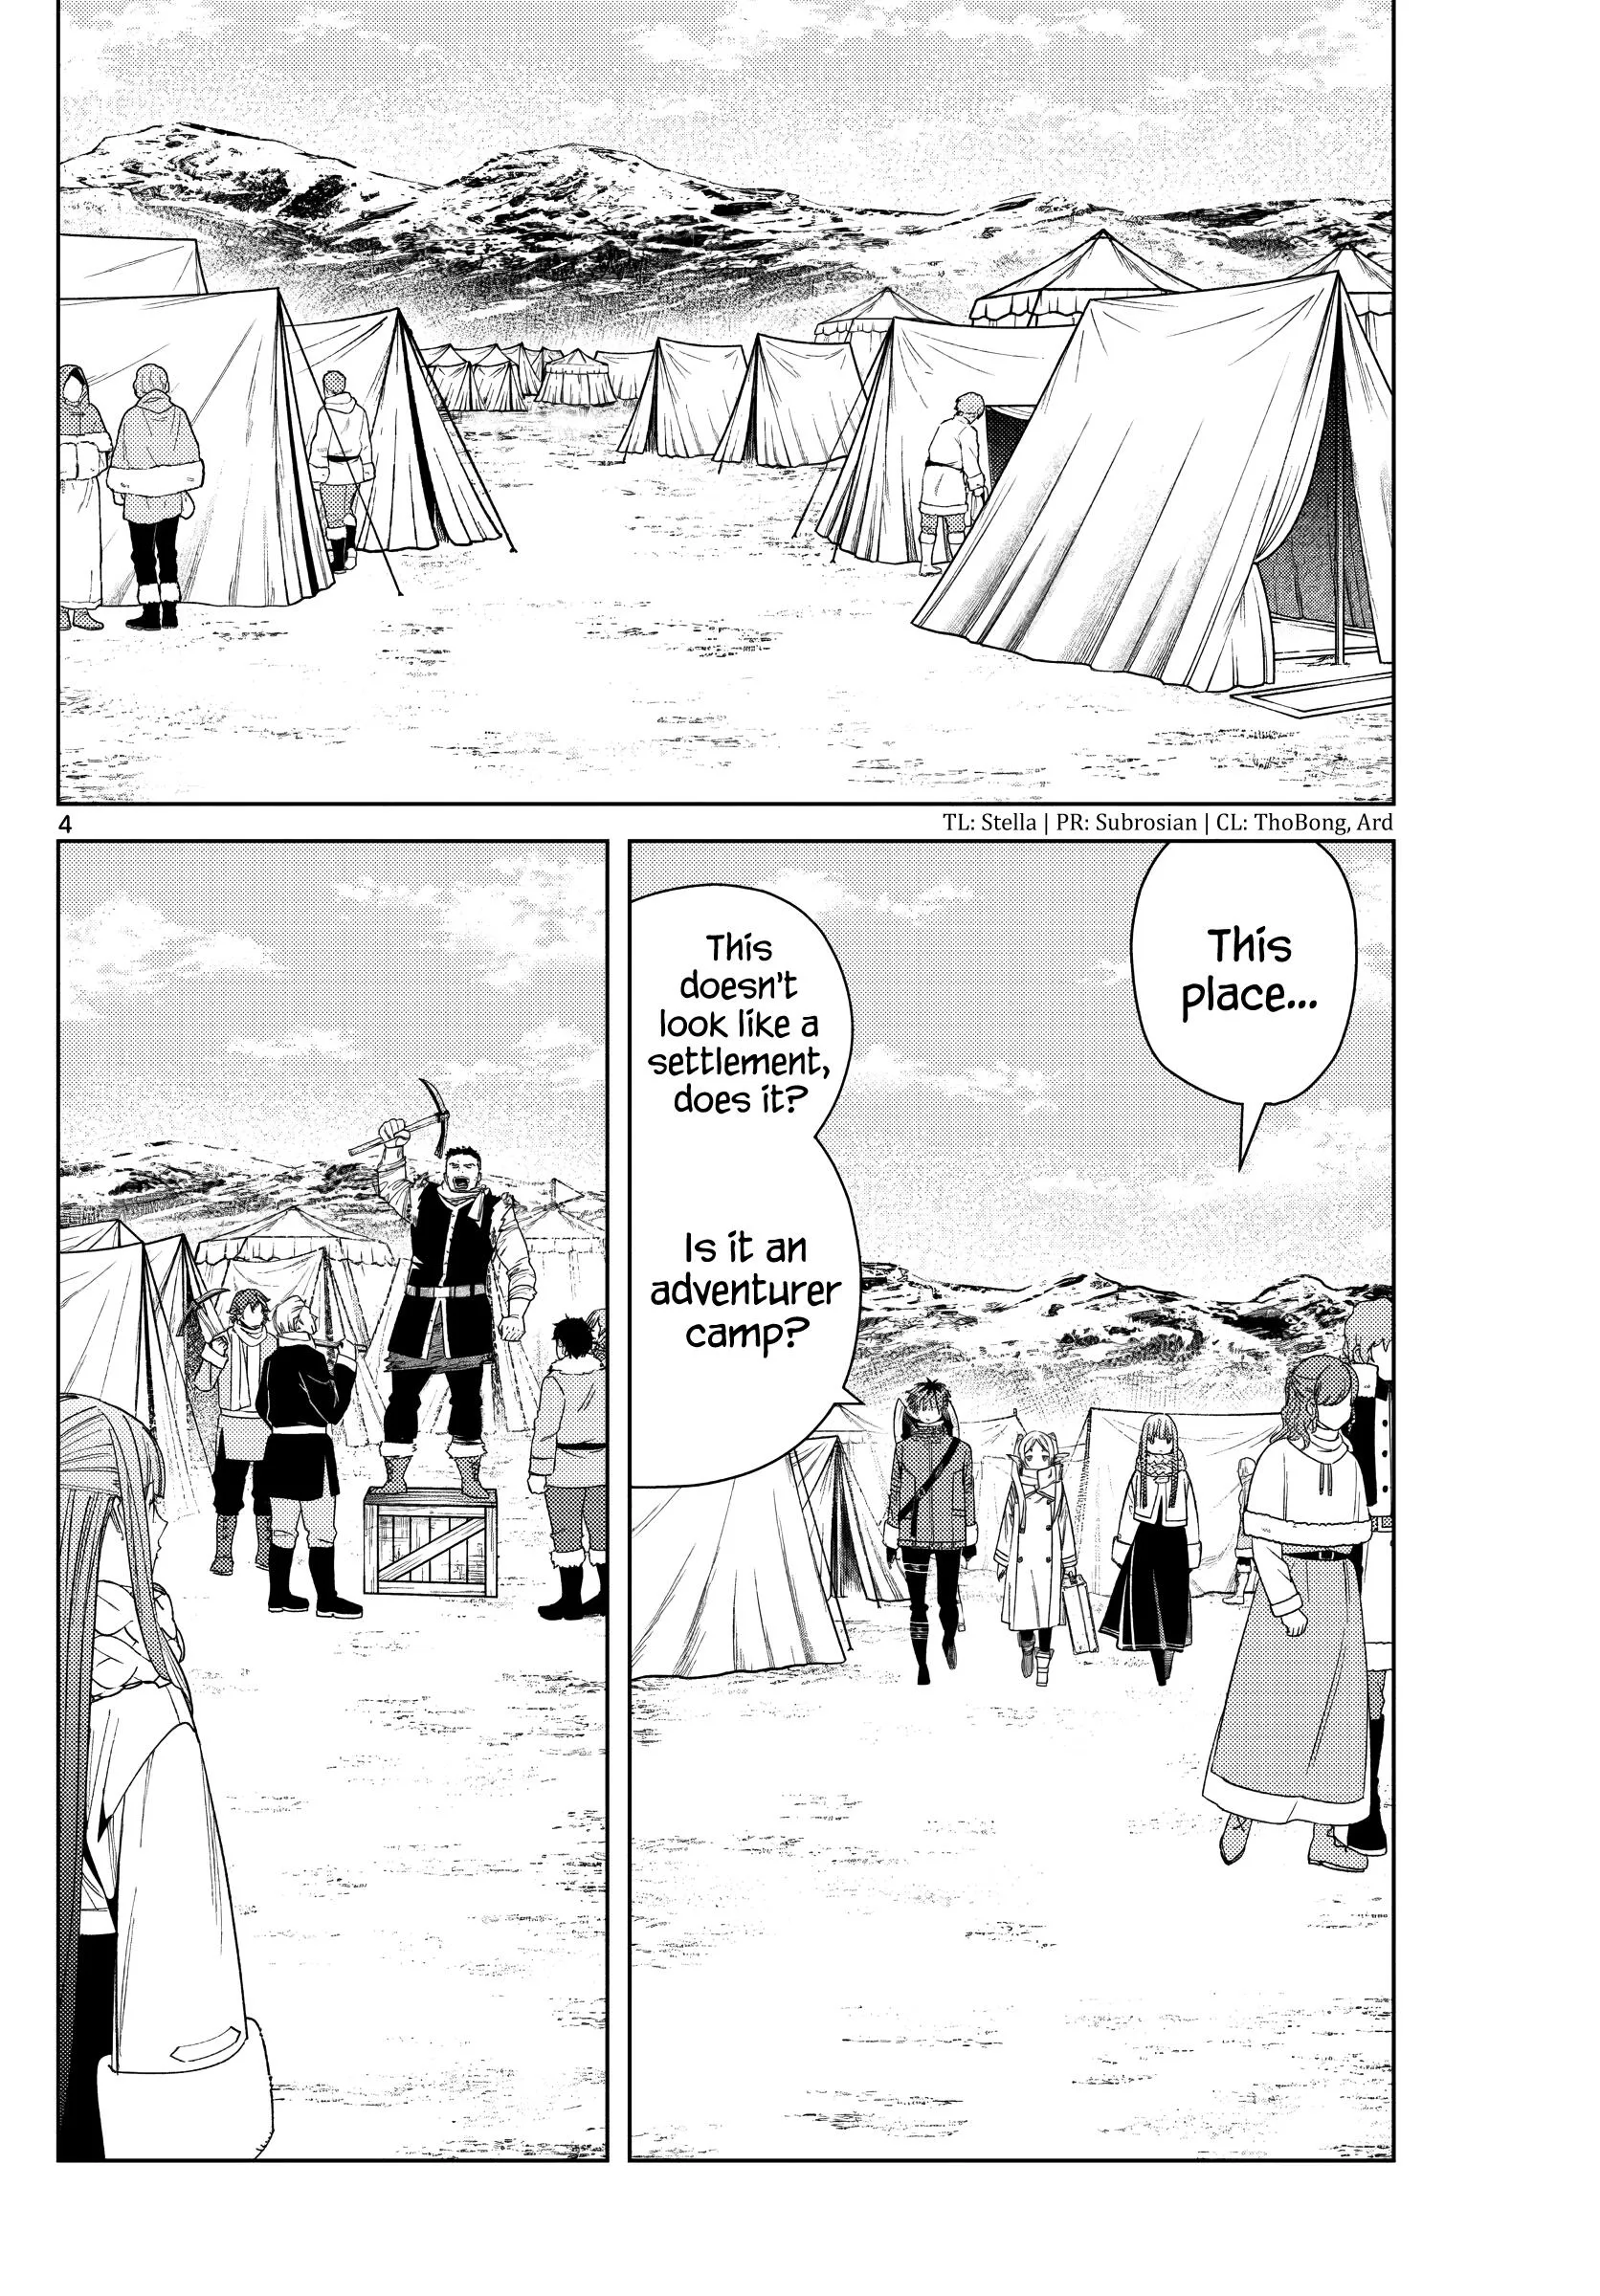 4
TL: Stella | PR: Subrosian | CL: ThoBong, Ard
This
place...
This
doesn't
look like a
settlement,
does it?
Is it an
adventurer
camp?